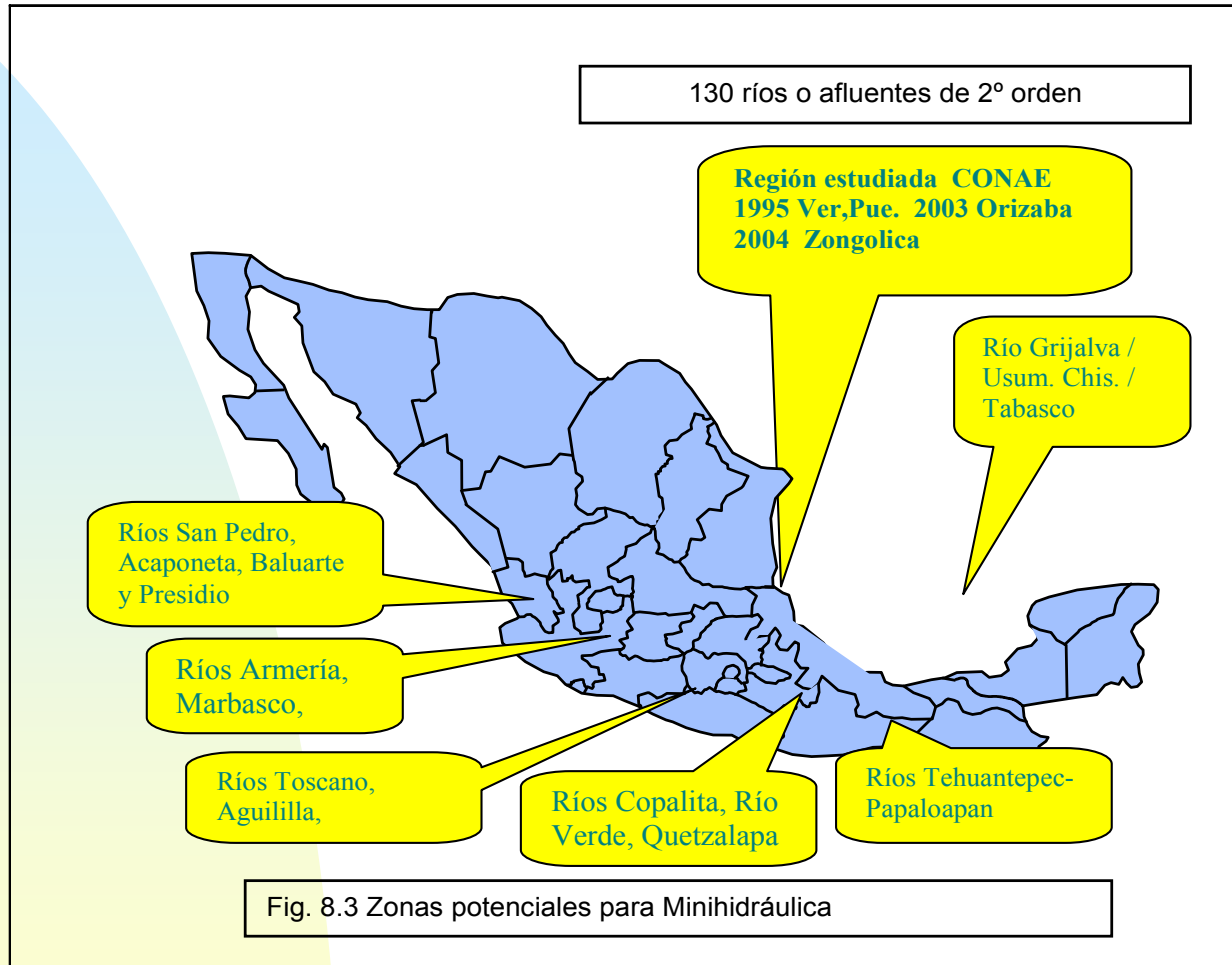 130 ríos o afluentes de 2º orden
Región estudiada CONAE
1995 Ver,Pue. 2003 Orizaba
2004 Zongolica
Río Grijalva /
Usum. Chis. /
Tabasco
Ríos San Pedro,
Acaponeta, Baluarte
y Presidio
Ríos Armería,
Marbasco,
Ríos Toscano,
Aguililla,
Ríos Copalita, Río
Verde, Quetzalapa
Ríos Tehuantepec-
Papaloapan
Fig. 8.3 Zonas potenciales para Minihidráulica